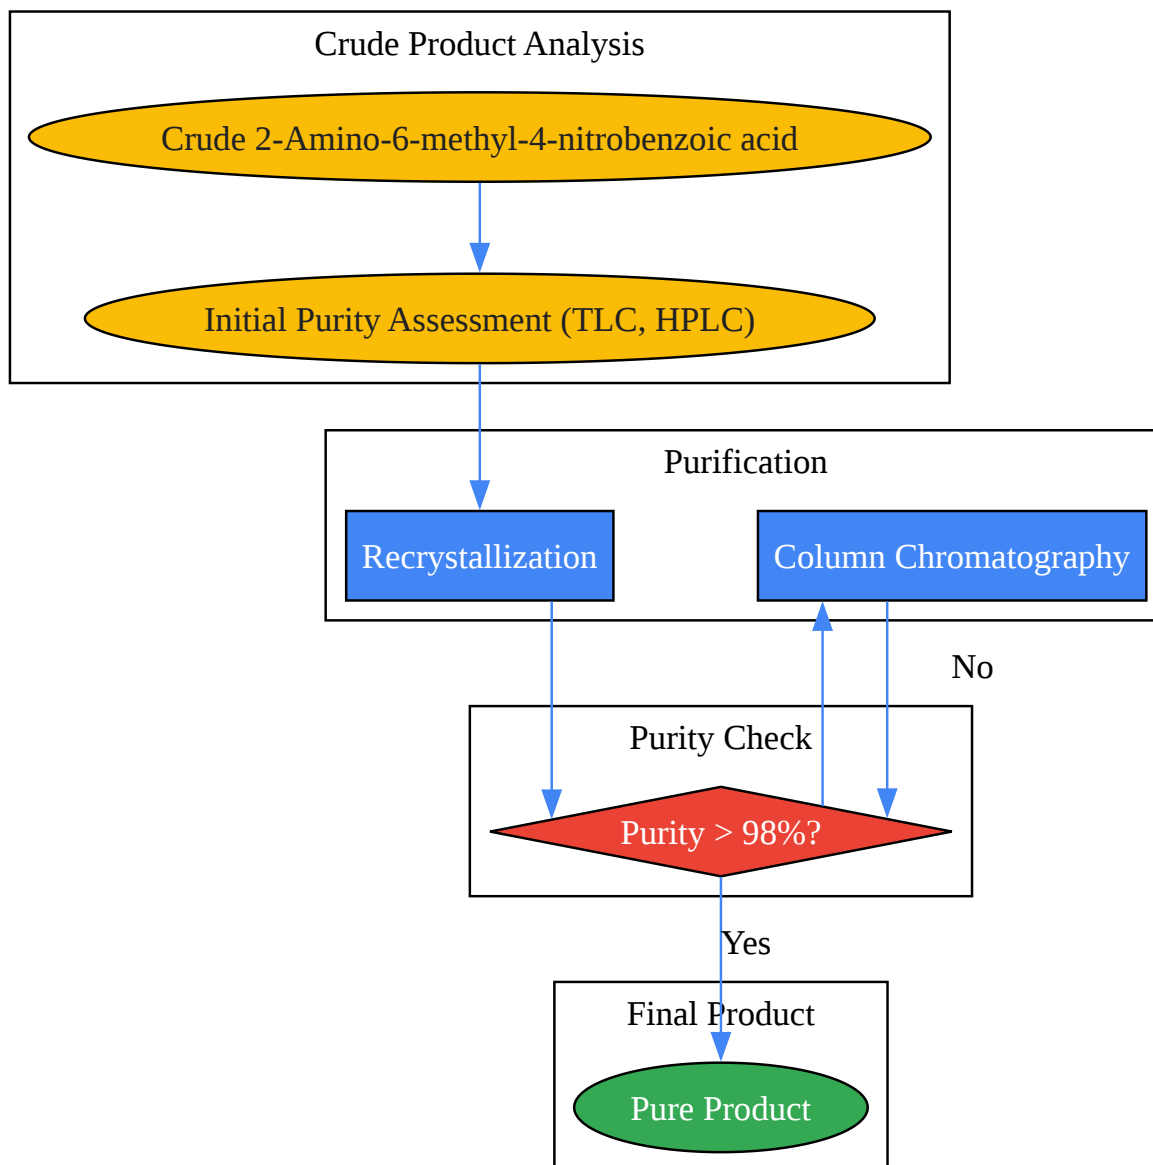 Crude Product Analysis
Crude 2-Amino-6-methyl-4-nitrobenzoic acid
Initial Purity Assessment (TLC, HPLC)
Purification
Recrystallization
Column Chromatography
No
Purity Check
Purity > 98%?
Yes
Final Product
Pure Product